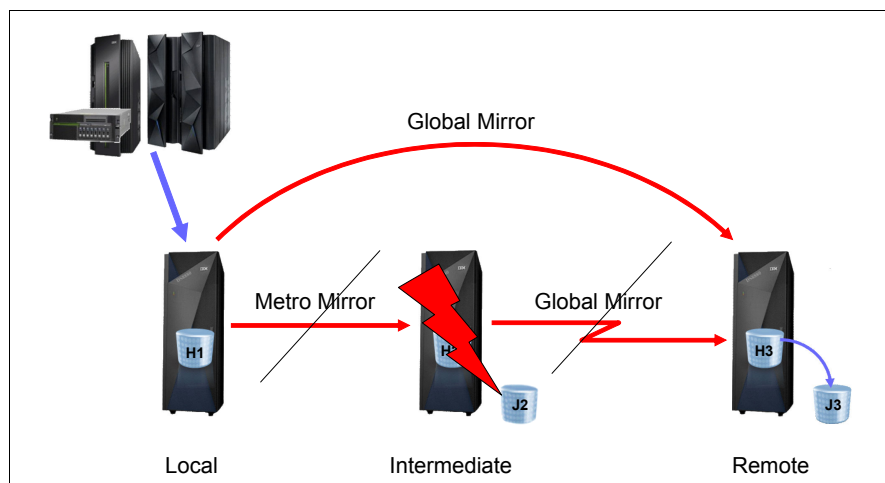 Global Mirror
Metro Mirror
Global Mirror
H1
H3
J2
J3
Local
Intermediate
Remote